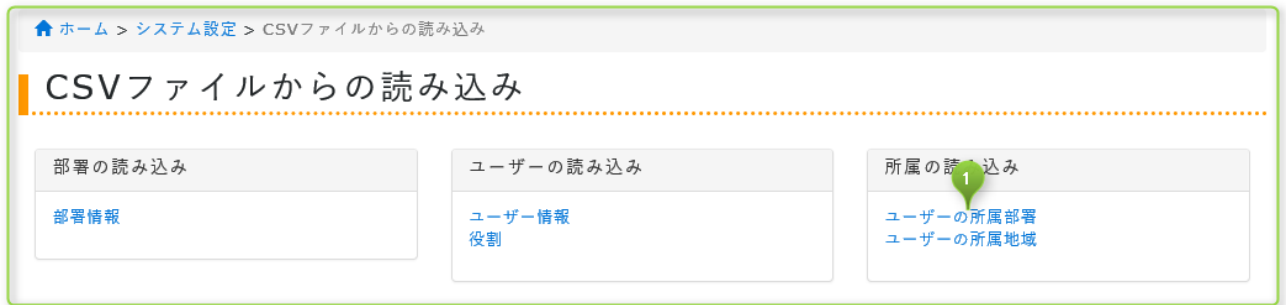 ホーム > システム設定 > CSVファイルからの読み込み
CSVファイルからの読み込み
部署の読み込み
部署情報
ユーザーの読み込み
ユーザー情報
役割
所属の読み込み
1
ユーザーの所属部署
ユーザーの所属地域